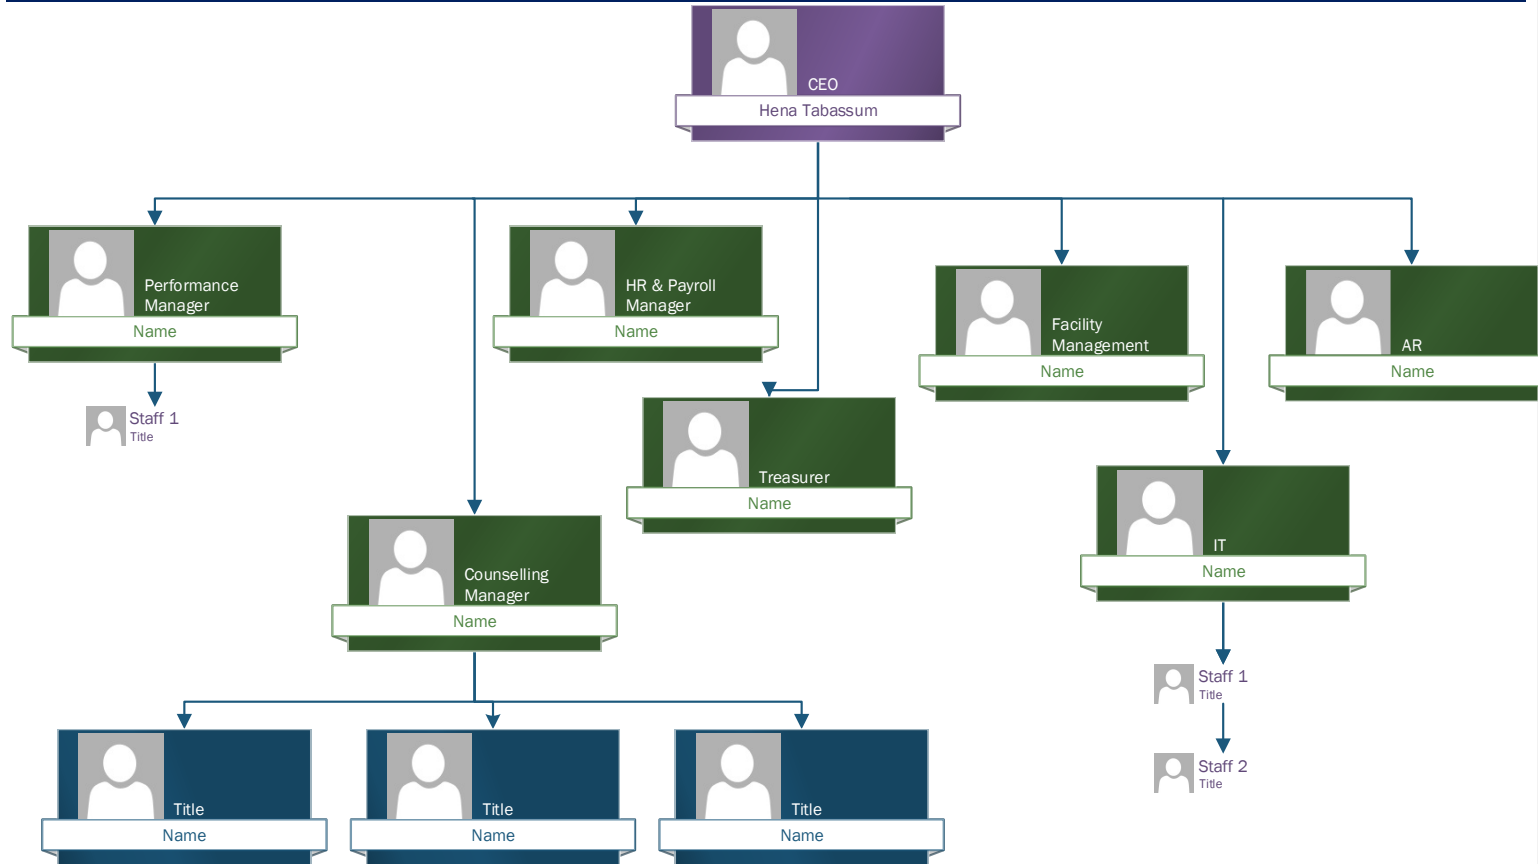 CEO
Hena Tabassum
Performance
Manager
Name
HR & Payroll
Manager
Name
Facility
Management
Name
AR
Name
Staff 1
Title
Treasurer
Name
IT
Name
Counselling
Manager
Name
Staff 1
Title
Staff 2
Title
Title
Name
Title
Name
Title
Name